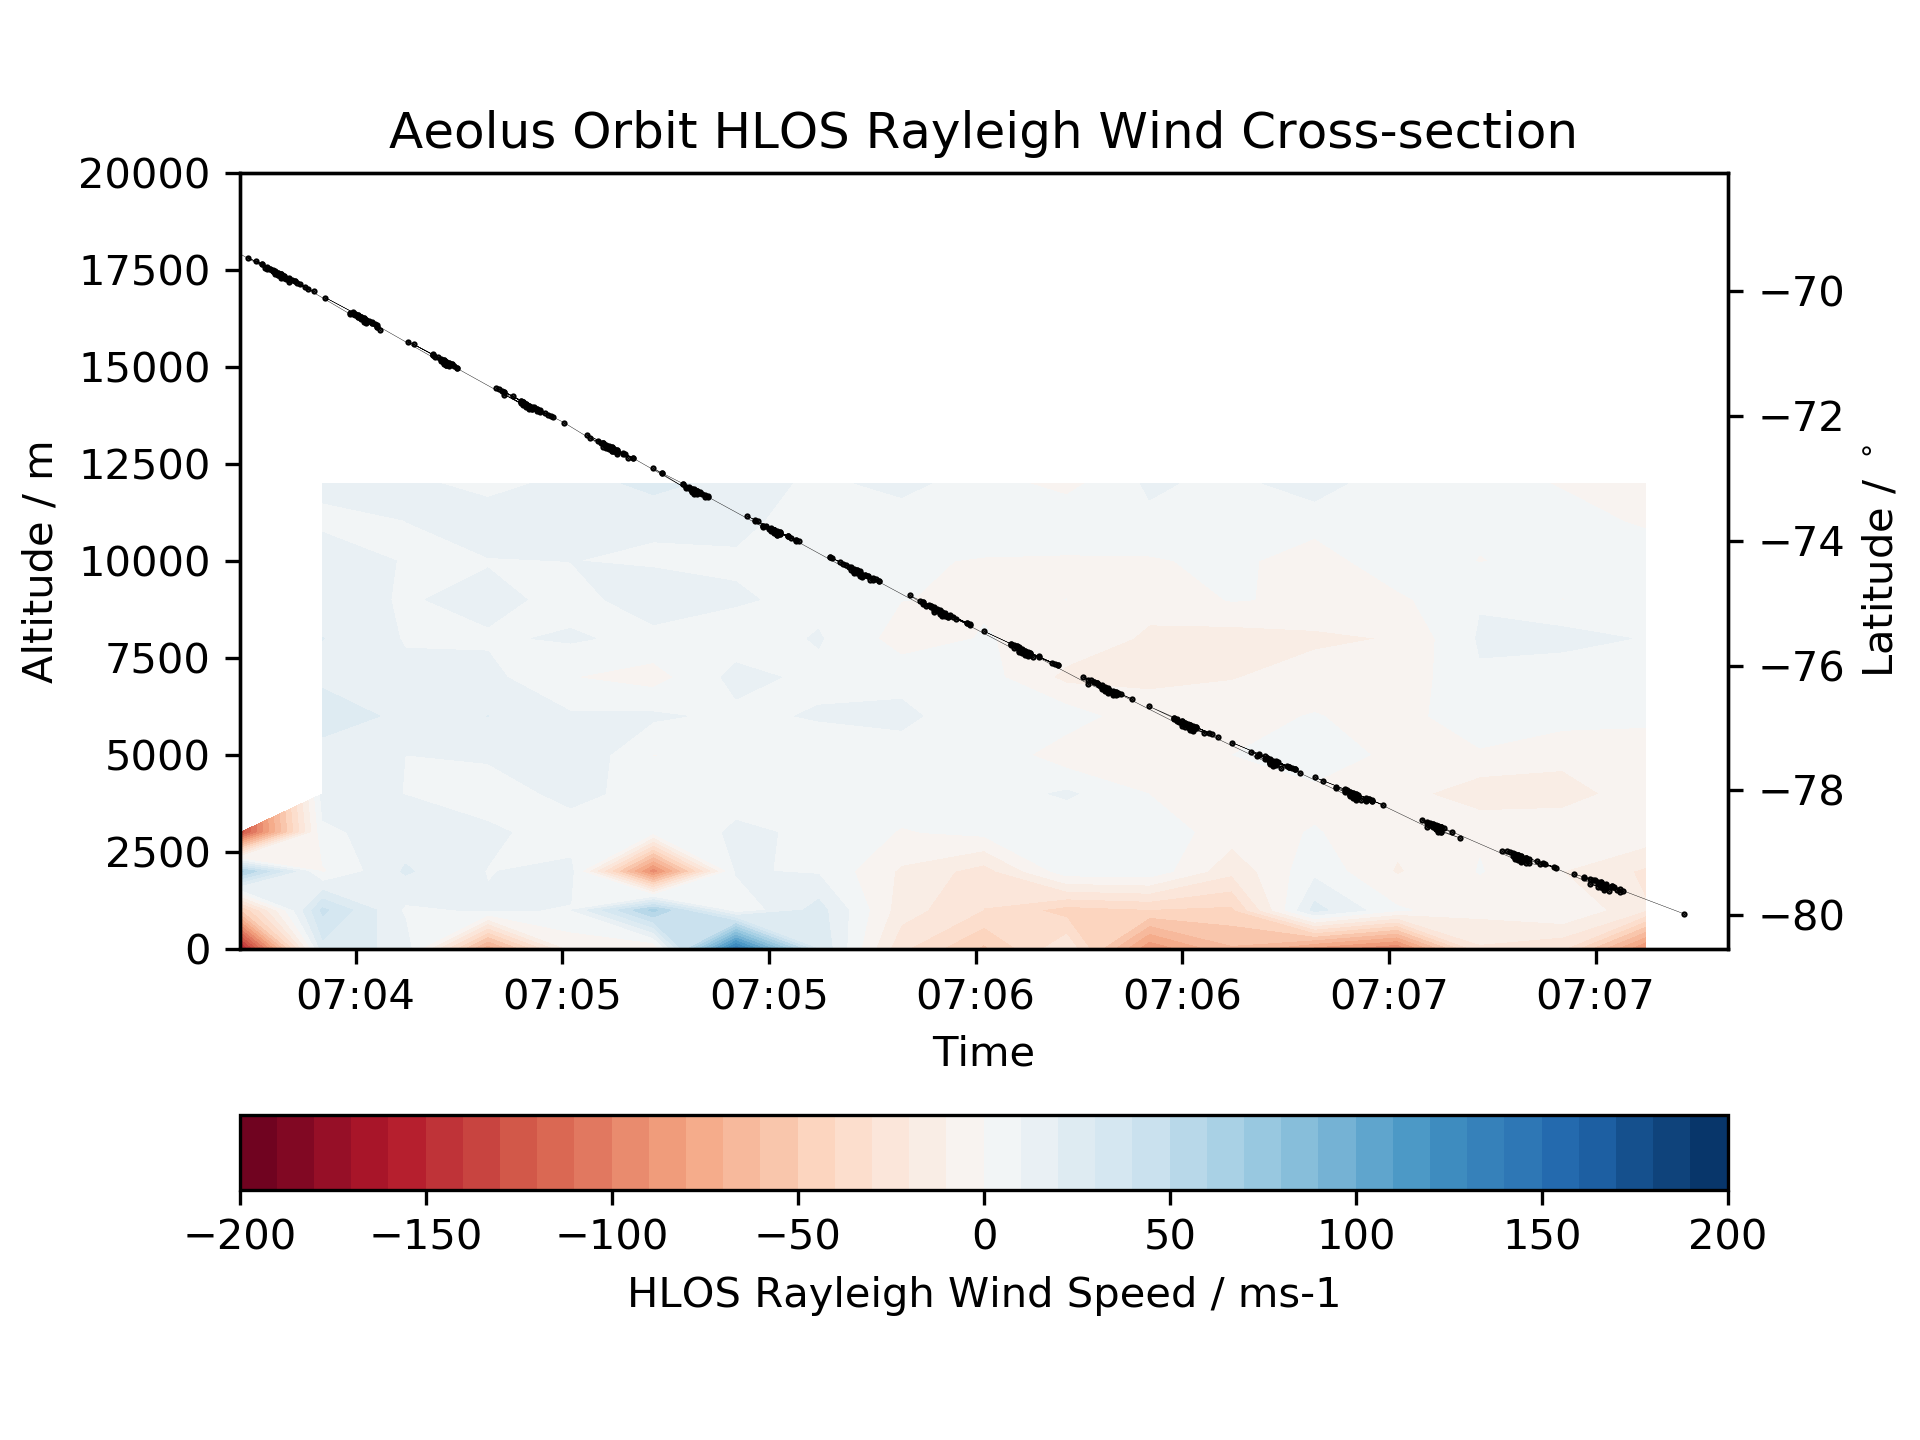 Aeolus Orbit HLOS Rayleigh Wind Cross-section
20000
17500
15000
12500
10000
7500
5000
2500
0
Altitude / m
−70
−72
−74
−76
−78
−80
Latitude / °
07:04 07:05 07:05 07:06 07:06 07:07 07:07
Time
−200 −150 −100 −50 0 50 100 150 200
HLOS Rayleigh Wind Speed / ms-1